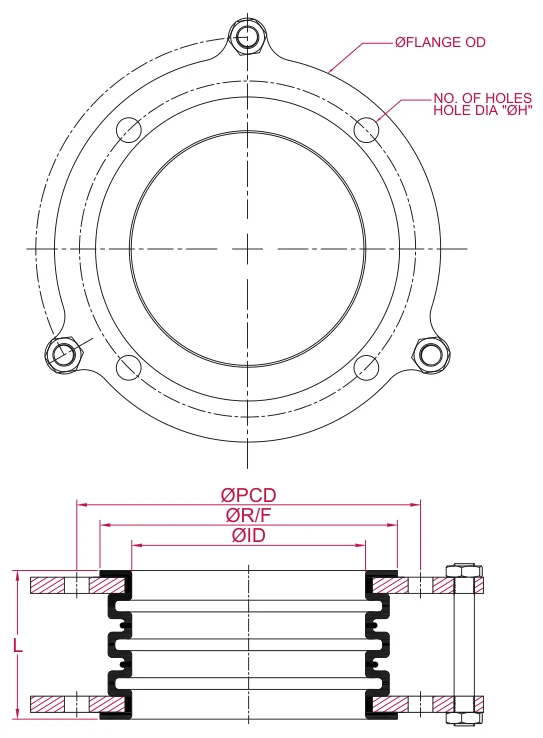 ØFLANGE OD
NO. OF HOLES
HOLE DIA "ØH"
ØPCD
ØR/F
ØID
L